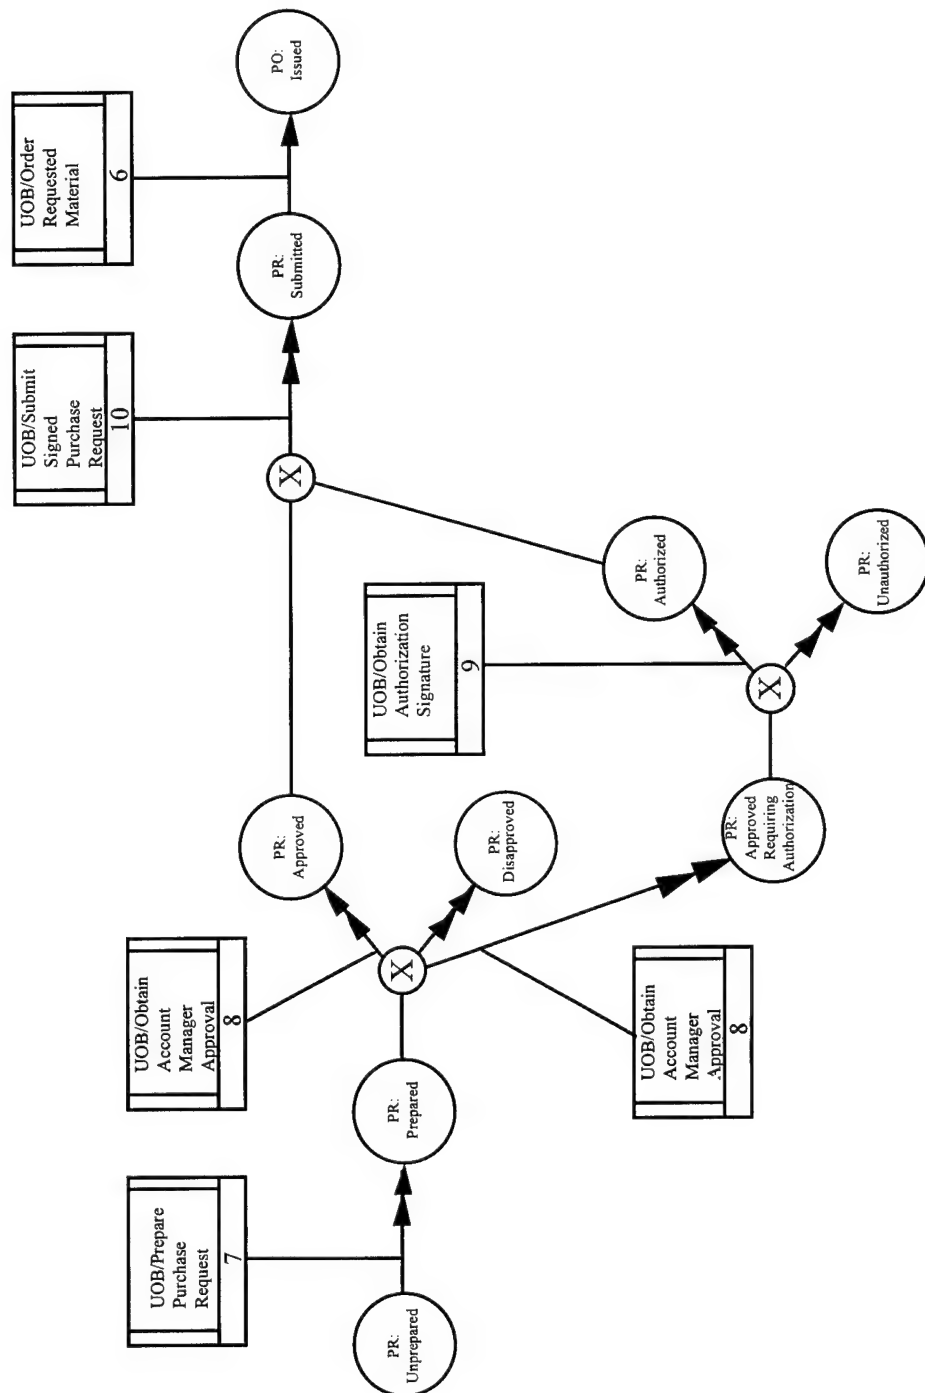 UOB/Order
Requested
Material
6
PO:
Issued
UOB/Submit
Signed
Purchase
Request
10
PR:
Submitted
X
UOB/Obtain
Authorization
Signature
9
PR:
Authorized
X
PR:
Unauthorized
UOB/Obtain
Account
Manager
Approval
8
PR:
Approved
X
PR:
Disapproved
PR:
Approved
Requiring
Authorization
UOB/Obtain
Account
Manager
Approval
8
UOB/Prepare
Purchase
Request
7
PR:
Prepared
PR:
Unprepared